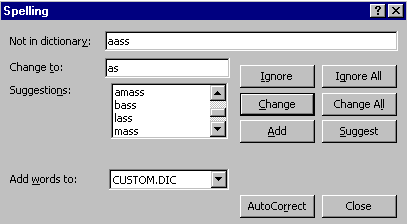 Spelling
Not in dictionary: aass
Change to: as
Suggestions: amass
bass
lass
mass
Ignore Ignore All
Change Change All
Add Suggest
Add words to: CUSTOM.DIC
AutoCorrect Close